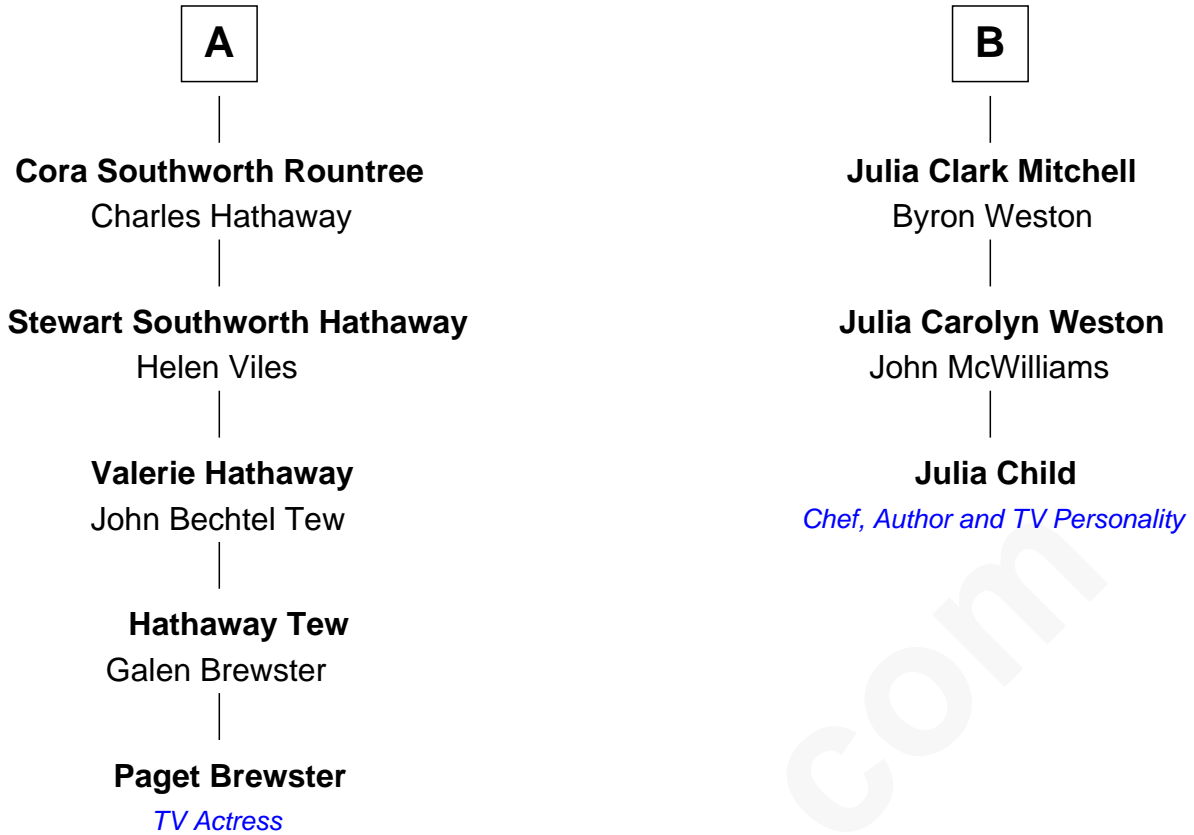 A
Cora Southworth Rountree
Charles Hathaway
Stewart Southworth Hathaway
Helen Viles
Valerie Hathaway
John Bechtel Tew
Hathaway Tew
Galen Brewster
Paget Brewster
TV Actress
B
Julia Clark Mitchell
Byron Weston
Julia Carolyn Weston
John McWilliams
Julia Child
Chef, Author and TV Personality
com